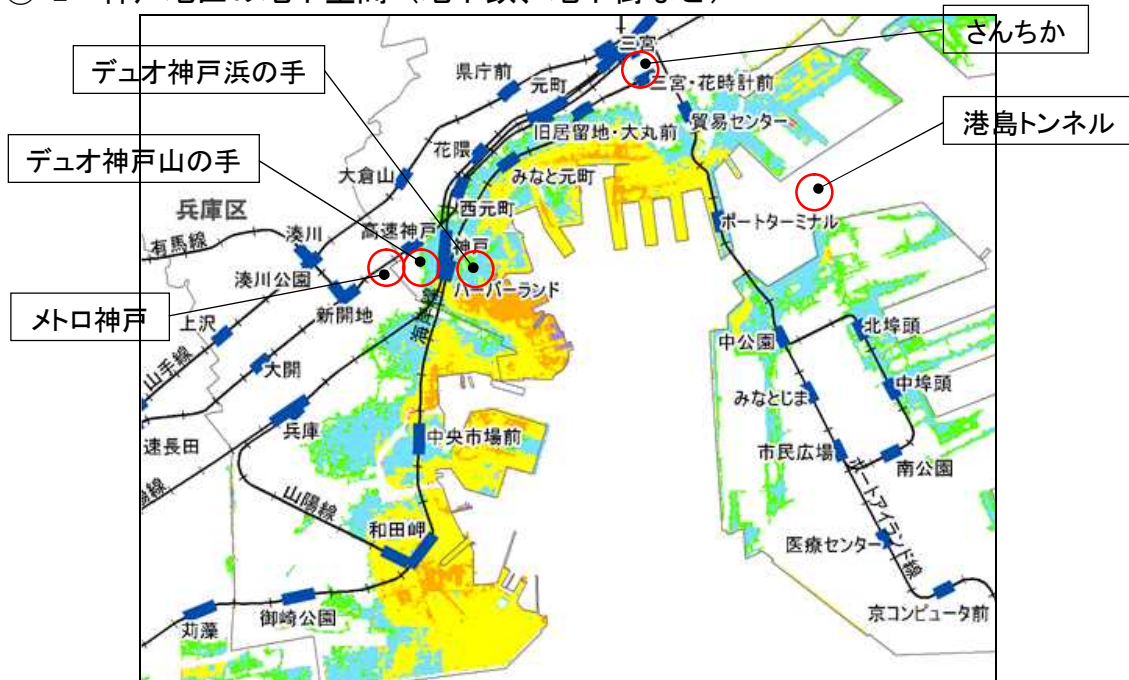 神戸地区の地下空間（地下鉄、地下街など）
さんちか
三宮
デュオ神戸浜の手
県庁前
元町
三宮・花時計前
旧居留地・大丸前
貿易センター
港島トンネル
花隈
デュオ神戸山の手
大倉山
みなと元町
兵庫区
西元町
ポートターミナル
有馬線
湊川
高速神戸
神戸
湊川公園
ハーバーランド
メトロ神戸
新開地
海岸線
上沢
北埠頭
中公園
山手線
大開
中埠頭
みなとじま
速長田
兵庫
中央市場前
市民広場
南公園
山陽線
ポートアイランド線
和田岬
医療センター
御崎公園
苅藻
京コンピュータ前